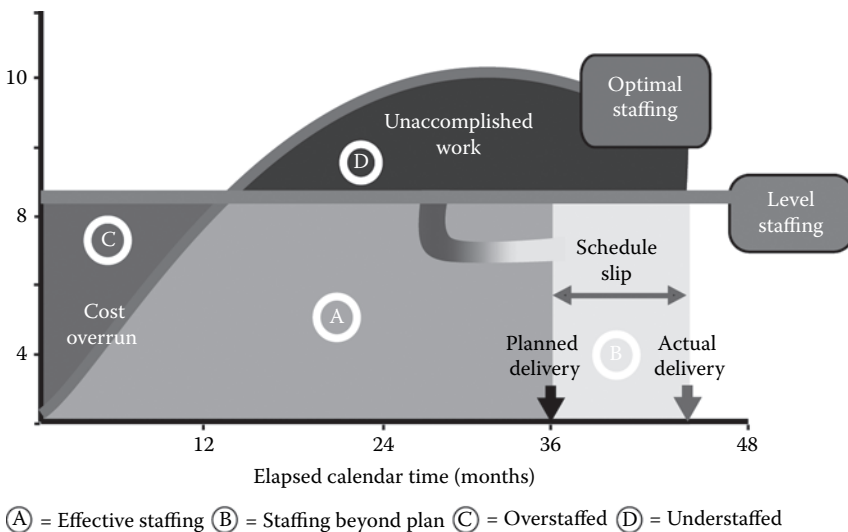 10
Optimal
staffing
Unaccomplished
work
D
8
Level
staffing
C
Schedule
slip
Cost
overrun
A
4
Planned
delivery
B
Actual
delivery
12 24 36 48
Elapsed calendar time (months)
A = Effective staffing B = Staffing beyond plan C = Overstaffed D = Understaffed